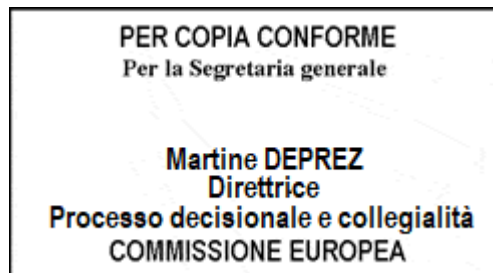 PER COPIA CONFORME
Per la Segretaria generale
Martine DEPREZ
Direttrice
Processo decisionale e collegialità
COMMISSIONE EUROPEA